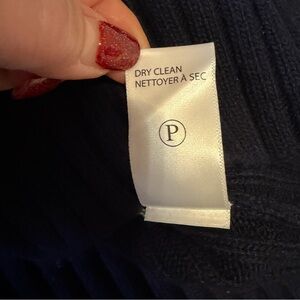 DRY CLEAN
NETTOYER À SEC
P